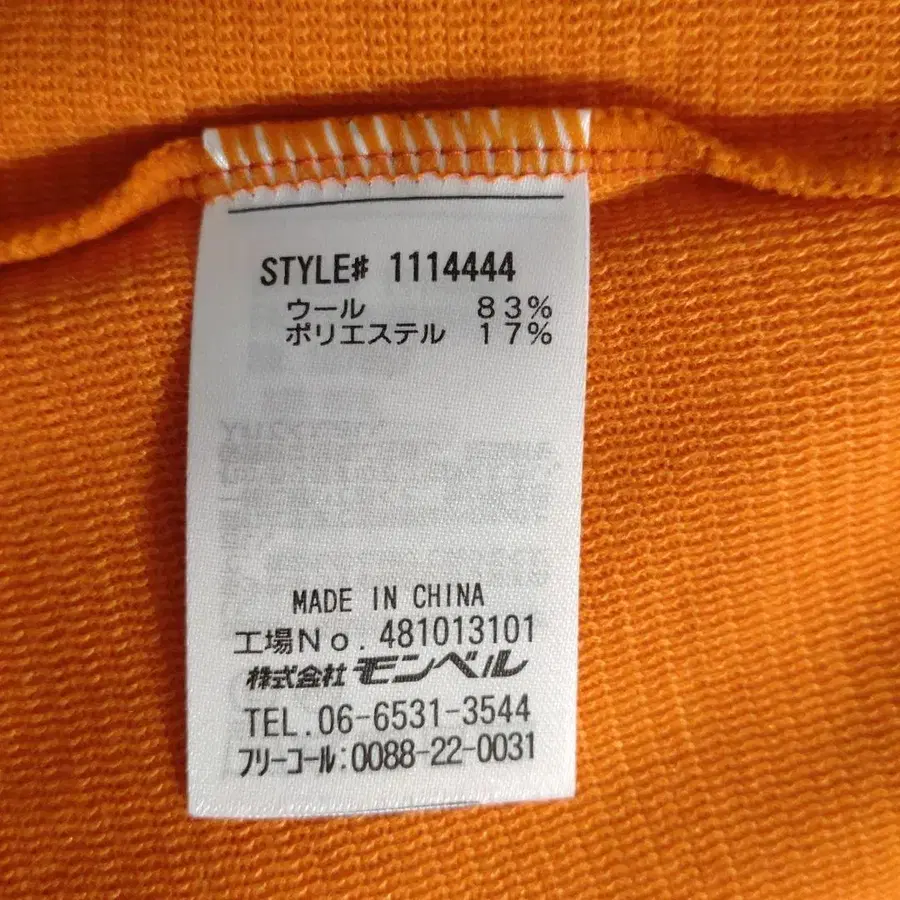 STYLE# 1114444
ウール 83%
ポリエステル 17%
MADE IN CHINA
工場No. 481013101
株式会社モンベル
TEL.06-6531-3544
フリーコール:0088-22-0031